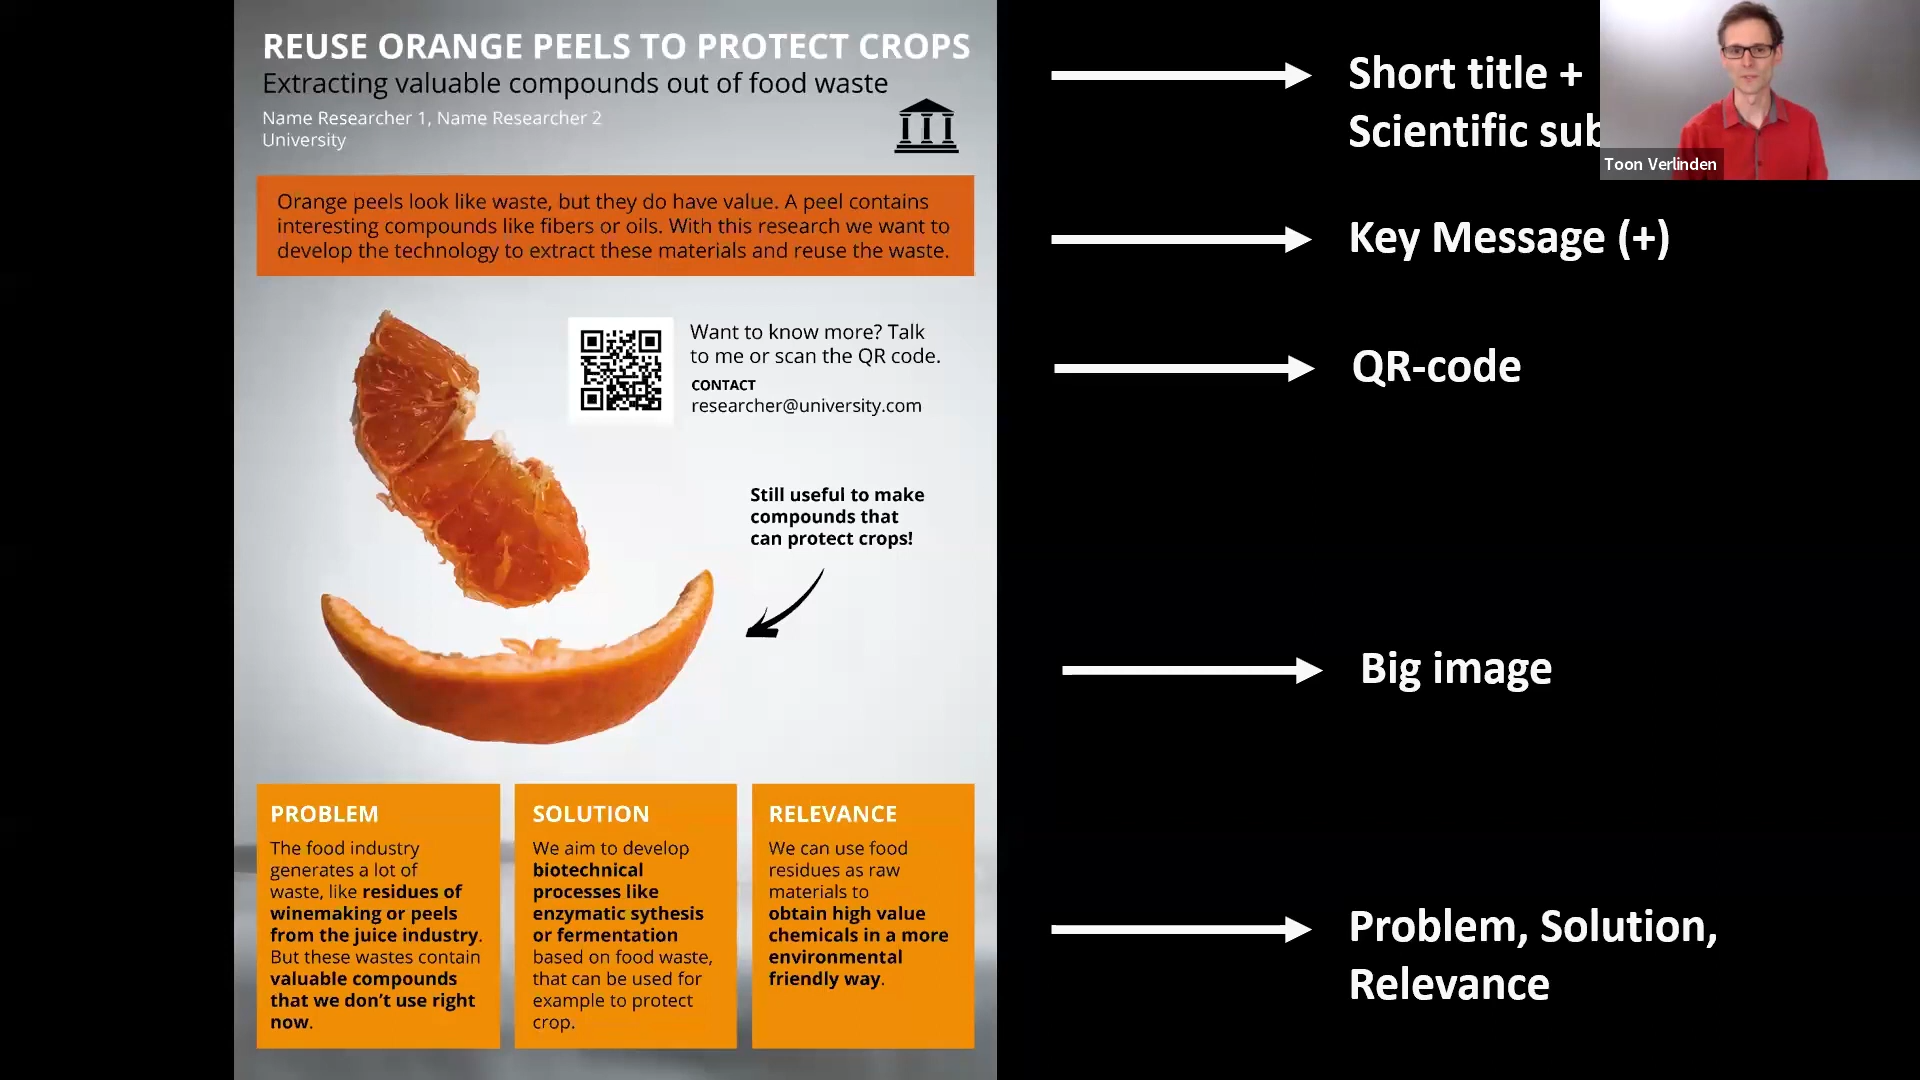 REUSE ORANGE PEELS TO PROTECT CROPS
Extracting valuable compounds out of food waste
Name Researcher 1, Name Researcher 2
University
Orange peels look like waste, but they do have value. A peel contains
interesting compounds like fibers or oils. With this research we want to
develop the technology to extract these materials and reuse the waste.
Want to know more? Talk
to me or scan the QR code.
CONTACT
researcher@university.com
Still useful to make
compounds that
can protect crops!
PROBLEM
The food industry
generates a lot of
waste, like residues of
winemaking or peels
from the juice industry.
But these wastes contain
valuable compounds
that we don't use right
now.
SOLUTION
We aim to develop
biotechnical
processes like
enzymatic sythesis
or fermentation
based on food waste,
that can be used for
example to protect
crop.
RELEVANCE
We can use food
residues as raw
materials to
obtain high value
chemicals in a more
environmental
friendly way.
Short title +
Scientific sub
Key Message (+)
QR-code
Big image
Problem, Solution,
Relevance
Toon Verlinden